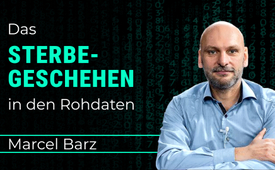 Das
STERBE-
GESCHEHEN
in den Rohdaten
Marcel Barz